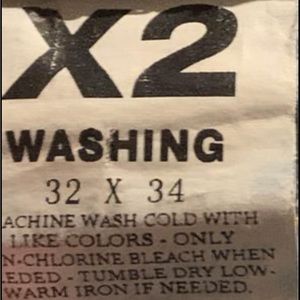 X2
WASHING
32 X 34
ACHINE WASH COLD WITH
LIKE COLORS - ONLY
N-CHLORINE BLEACH WHEN
EDED - TUMBLE DRY LOW-
WARM IRON IF NEEDED.